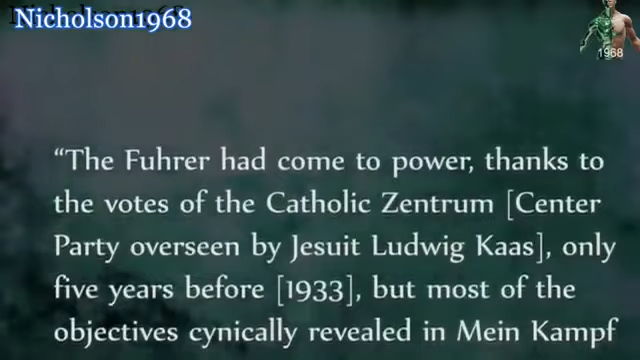 Nicholson1968
1968
“The Fuhrer had come to power, thanks to
the votes of the Catholic Zentrum [Center
Party overseen by Jesuit Ludwig Kaas], only
five years before [1933], but most of the
objectives cynically revealed in Mein Kampf